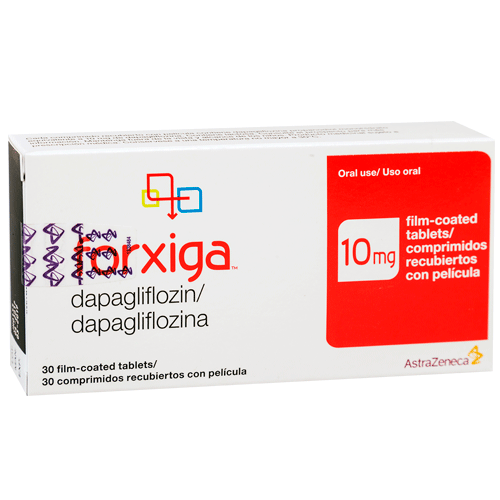 forxiga™
dapagliflozin/
dapagliflozina
30 film-coated tablets/
30 comprimidos recubiertos con película
Oral use/ Uso oral
10mg
film-coated
tablets/
comprimidos
recubiertos
con película
AstraZeneca